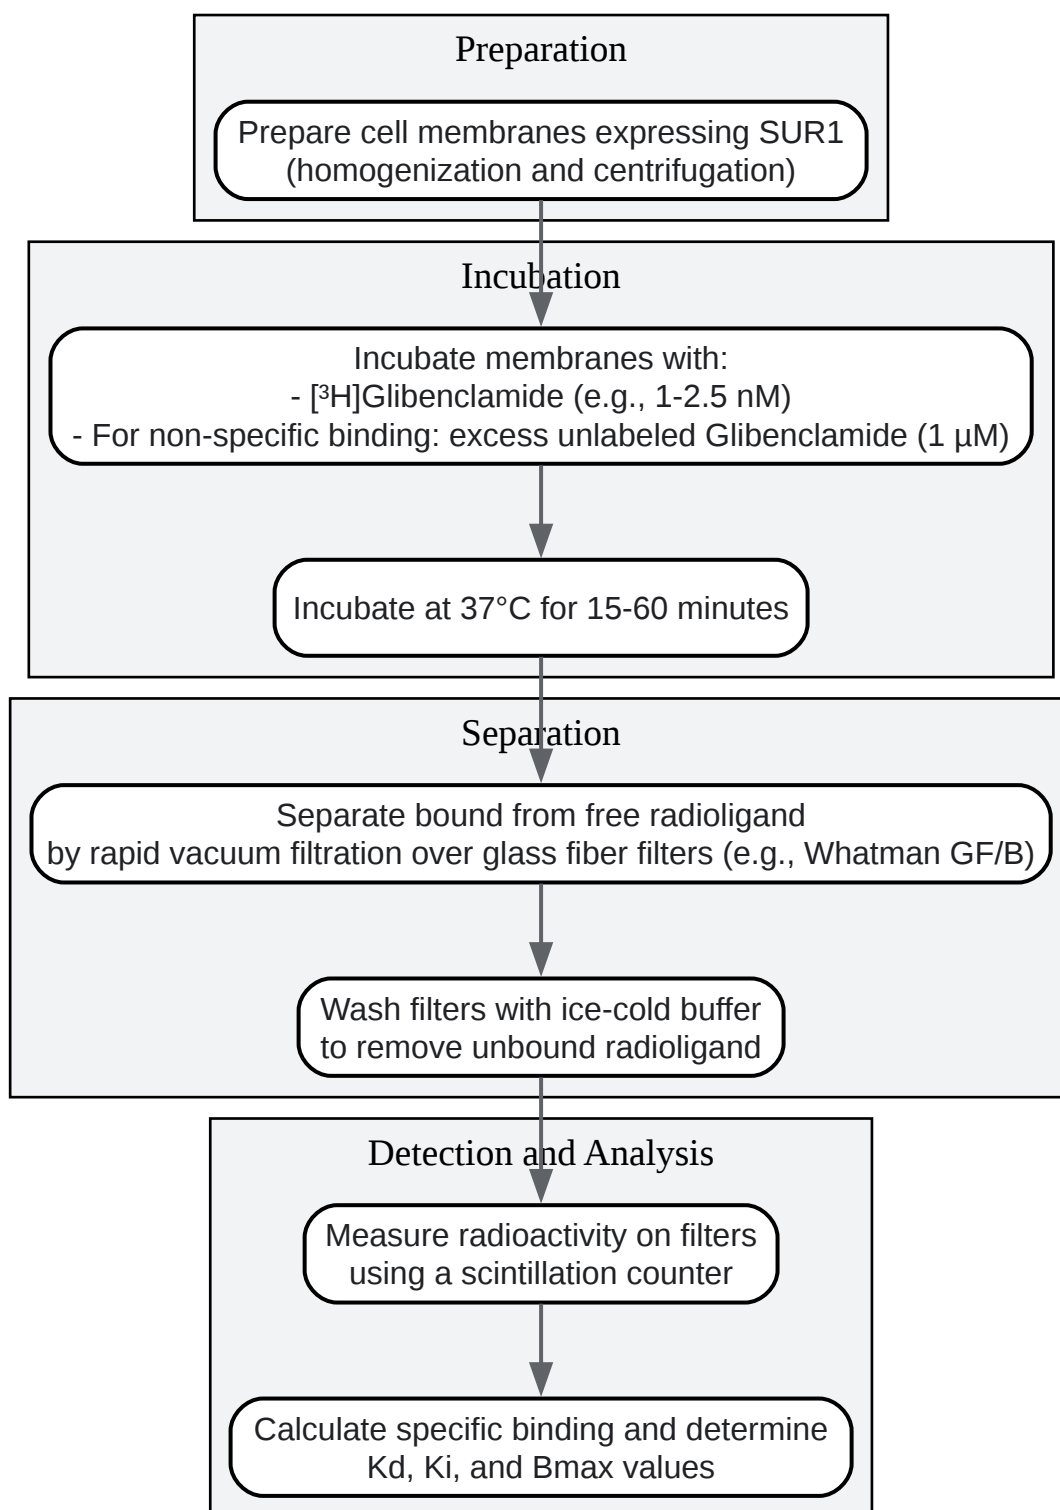 Preparation
Prepare cell membranes expressing SUR1
(homogenization and centrifugation)
Incubation
Incubate membranes with:
- [³H]Glibenclamide (e.g., 1-2.5 nM)
- For non-specific binding: excess unlabeled Glibenclamide (1 µM)
Incubate at 37°C for 15-60 minutes
Separation
Separate bound from free radioligand
by rapid vacuum filtration over glass fiber filters (e.g., Whatman GF/B)
Wash filters with ice-cold buffer
to remove unbound radioligand
Detection and Analysis
Measure radioactivity on filters
using a scintillation counter
Calculate specific binding and determine
Kd, Ki, and Bmax values